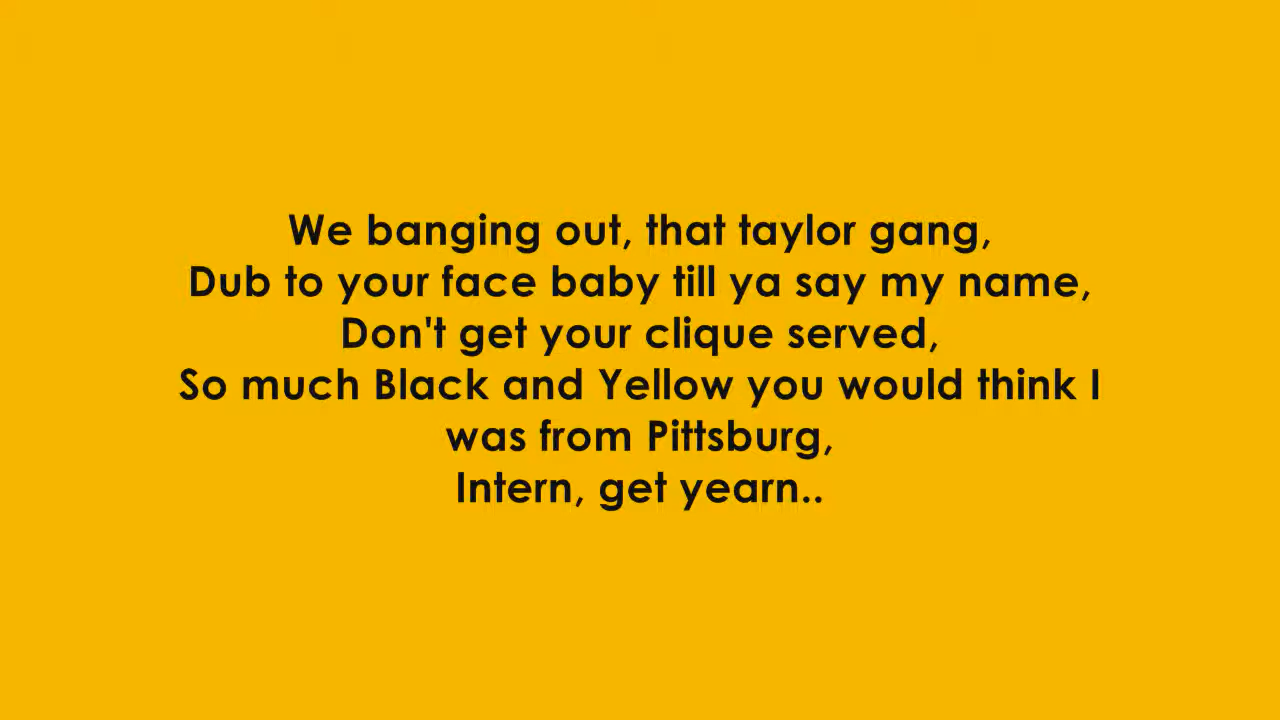 We banging out, that taylor gang,
Dub to your face baby till ya say my name,
Don't get your clique served,
So much Black and Yellow you would think I
was from Pittsburg,
Intern, get yearn..